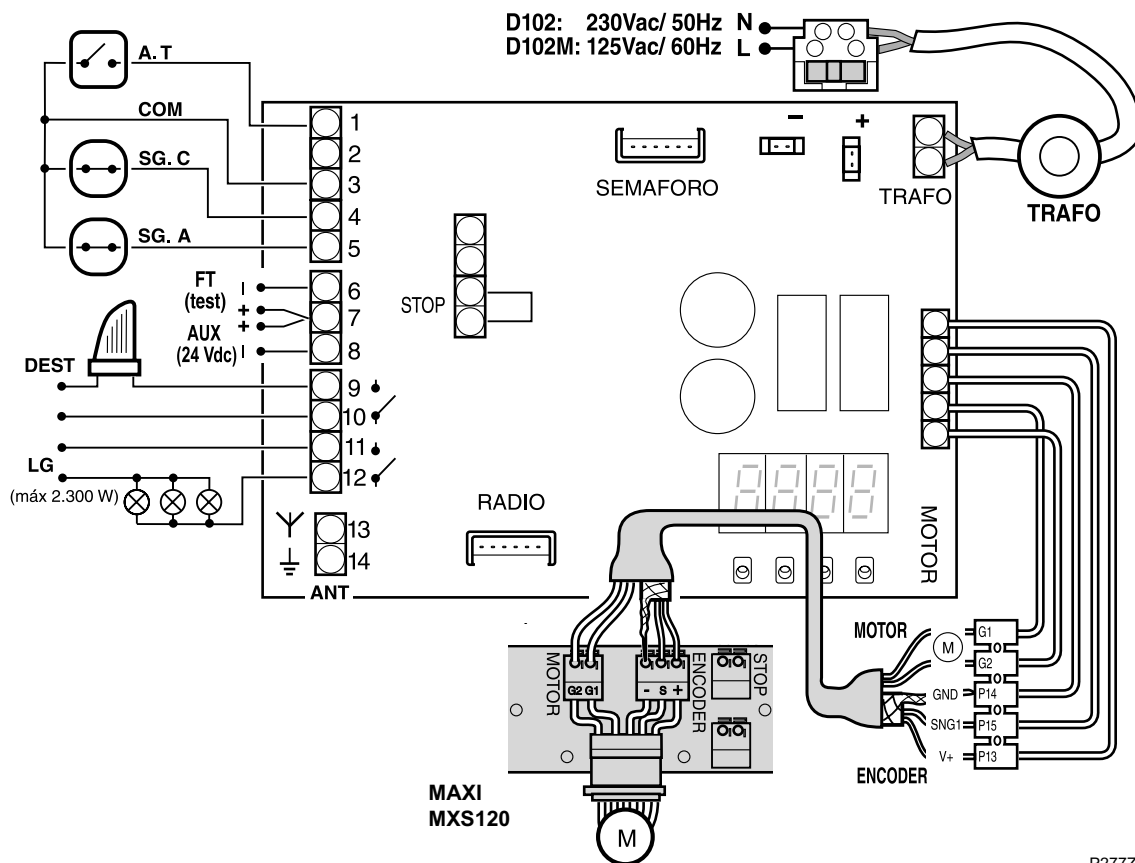 D102: 230Vac/ 50Hz N
D102M: 125Vac/ 60Hz L
A.T
COM
SG. C
SG. A
1
2
3
4
5
FT
(test)
AUX
(24 Vdc)
+
+
6
7
8
DEST
9
10
11
12
LG
(máx 2.300 W)
13
14
ANT
SEMAFORO
-
+
TRAFO
TRAFO
STOP
RADIO
8888
MOTOR
MOTOR
G2 G1
- S +
ENCODER
STOP
MAXI
MXS120
M
MOTOR
M
G1
G2
GND P14
SNG1 P15
V+ P13
ENCODER
P2777